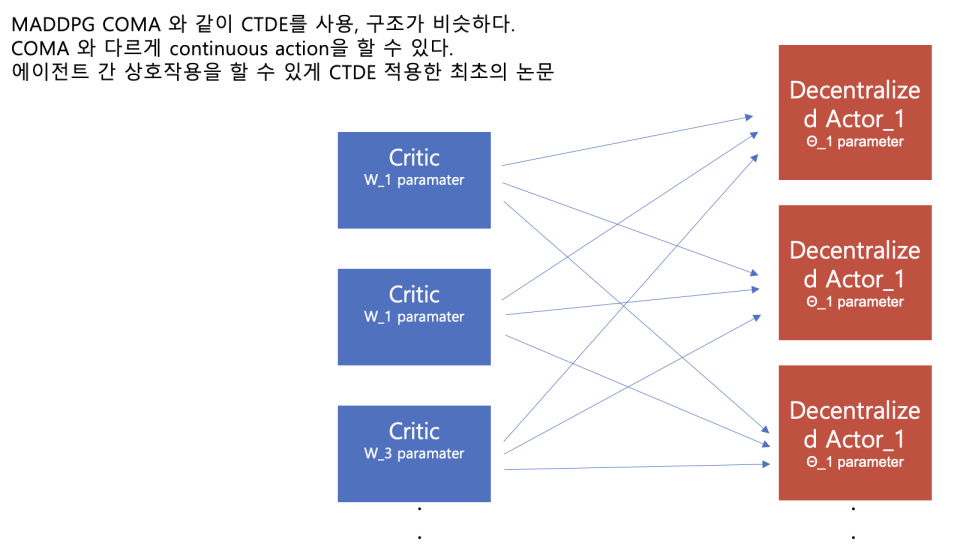 MADDPG COMA 와 같이 CTDE를 사용, 구조가 비슷하다.
COMA 와 다르게 continuous action을 할 수 있다.
에이전트 간 상호작용을 할 수 있게 CTDE 적용한 최초의 논문
Critic
W_1 paramater
Critic
W_1 paramater
Critic
W_3 paramater
Decentralize
d Actor_1
Θ_1 parameter
Decentralize
d Actor_1
Θ_1 parameter
Decentralize
d Actor_1
Θ_1 parameter